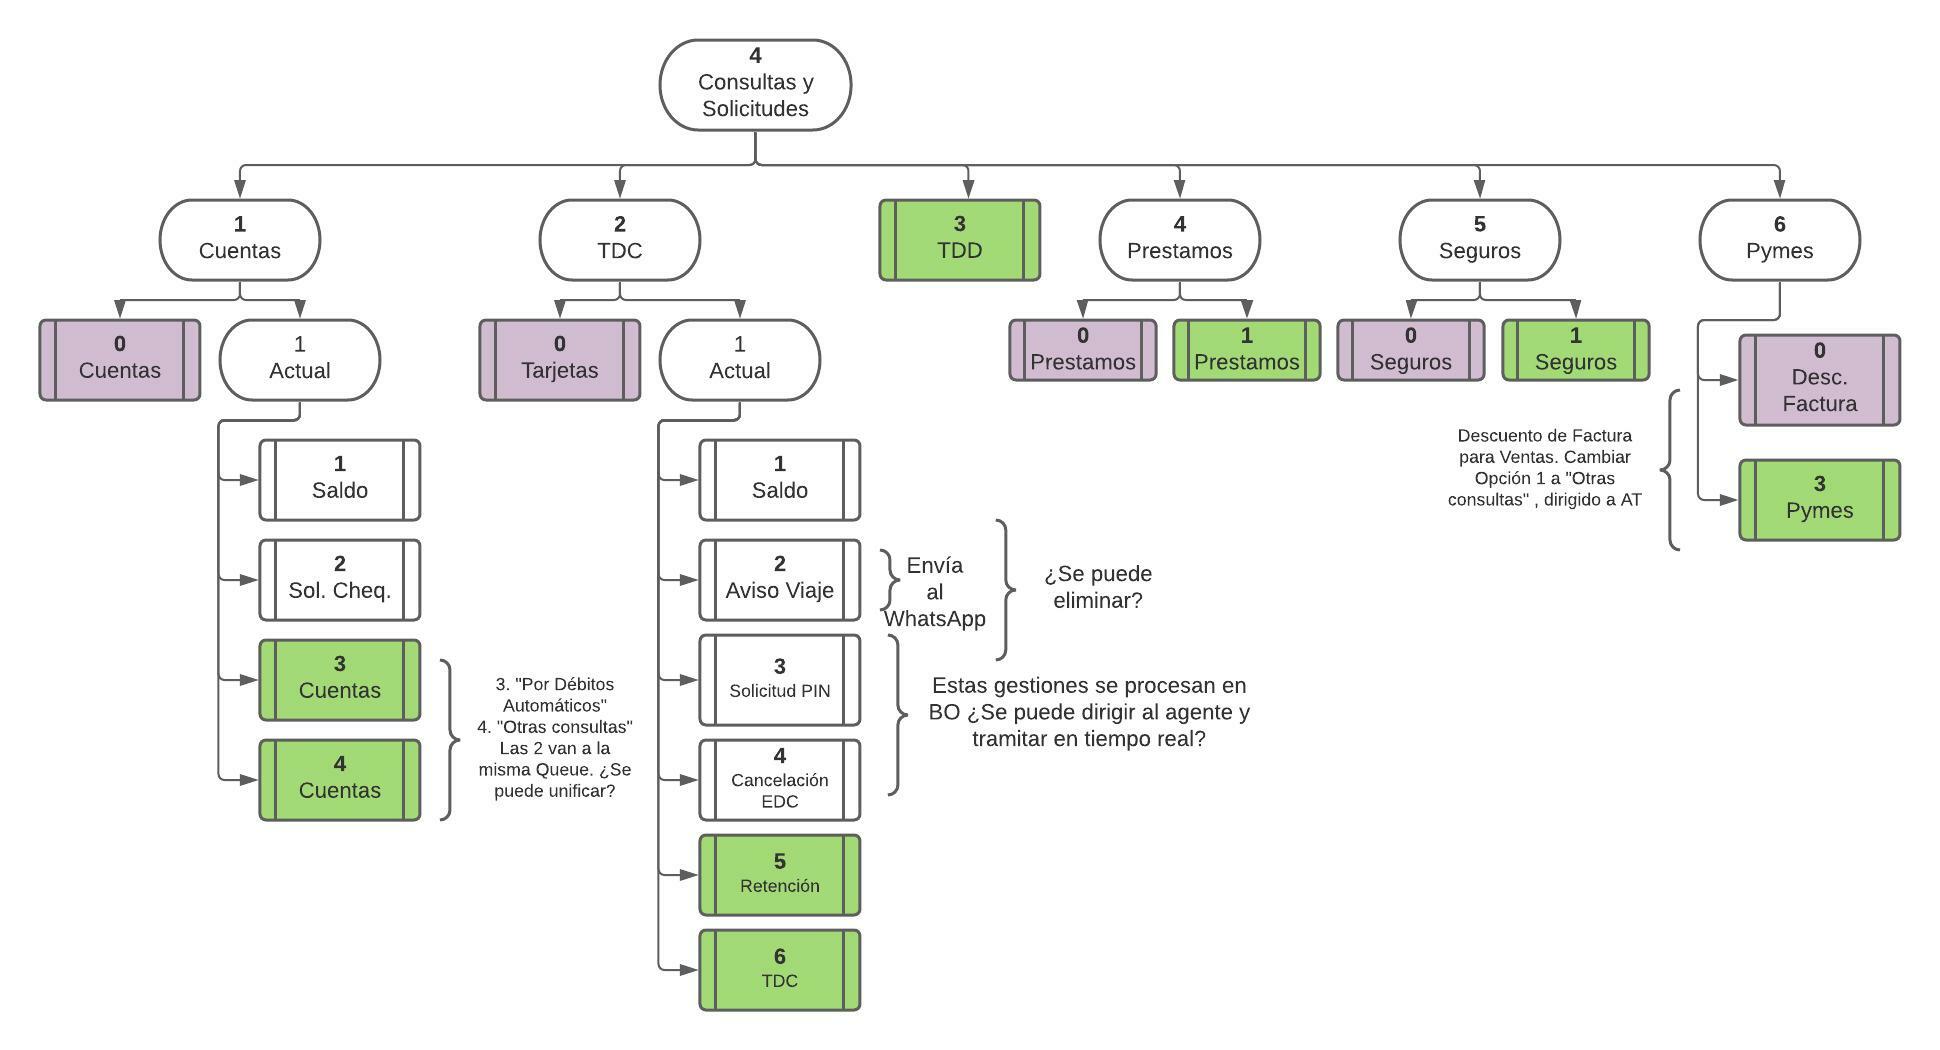 4
Consultas y
Solicitudes
1
Cuentas
2
TDC
3
TDD
4
Prestamos
5
Seguros
6
Pymes
0
Cuentas
1
Actual
0
Tarjetas
1
Actual
0
Prestamos
1
Prestamos
0
Seguros
1
Seguros
0
Desc.
Factura
3
Pymes
Descuento de Factura
para Ventas. Cambiar
Opción 1 a "Otras
consultas" , dirigido a AT
1
Saldo
2
Sol. Cheq.
3
Cuentas
4
Cuentas
3. "Por Débitos
Automáticos"
4. "Otras consultas"
Las 2 van a la
misma Queue. ¿Se
puede unificar?
1
Saldo
2
Aviso Viaje
3
Solicitud PIN
4
Cancelación
EDC
5
Retención
6
TDC
Envía
al
WhatsApp
¿Se puede
eliminar?
Estas gestiones se procesan en
BO ¿Se puede dirigir al agente y
tramitar en tiempo real?